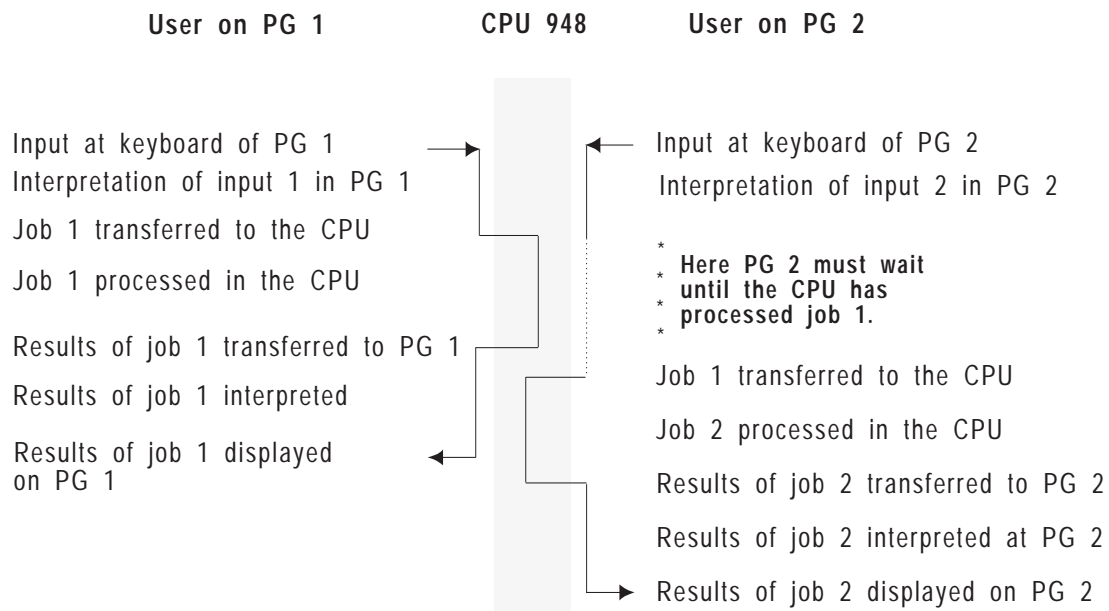 User on PG 1
CPU 948
User on PG 2
Input at keyboard of PG 1
Interpretation of input 1 in PG 1
Job 1 transferred to the CPU
Job 1 processed in the CPU
Results of job 1 transferred to PG 1
Results of job 1 interpreted
Results of job 1 displayed
on PG 1
Input at keyboard of PG 2
Interpretation of input 2 in PG 2
*
* Here PG 2 must wait
* until the CPU has
* processed job 1.
*
Job 1 transferred to the CPU
Job 2 processed in the CPU
Results of job 2 transferred to PG 2
Results of job 2 interpreted at PG 2
Results of job 2 displayed on PG 2